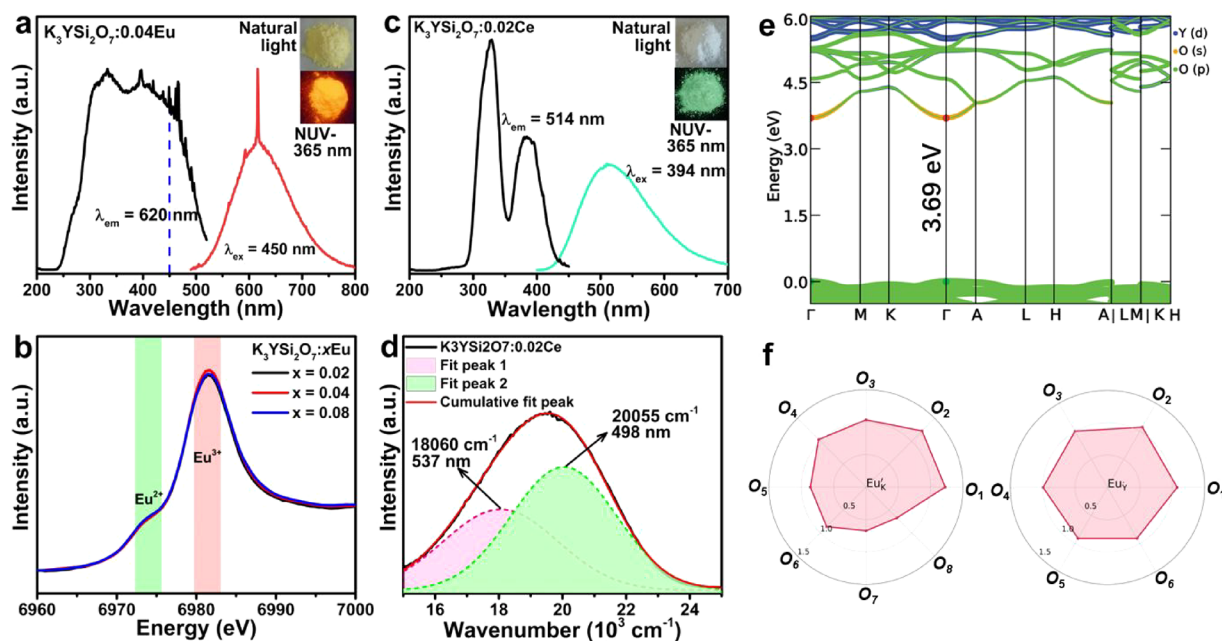 a
K₃YSi₂O₇:0.04Eu
Natural
light
NUV-
365 nm
λem = 620 nm
λex = 450 nm
Intensity (a.u.)
200 300 400 500 600 700 800
Wavelength (nm)
c
K₃YSi₂O₇:0.02Ce
Natural
light
NUV-
365 nm
λem = 514 nm
λex = 394 nm
Intensity (a.u.)
200 300 400 500 600 700
Wavelength (nm)
e
6.0
4.5
3.0
1.5
0.0
Energy (eV)
3.69 eV
Y (d)
O (s)
O (p)
Γ M K Γ A L H A|LM|KH
b
K₃YSi₂O₇:xEu
x = 0.02
x = 0.04
x = 0.08
Eu²⁺
Eu³⁺
Intensity (a.u.)
6960 6970 6980 6990 7000
Energy (eV)
d
K3YSi2O7:0.02Ce
Fit peak 1
Fit peak 2
Cumulative fit peak
18060 cm⁻¹
537 nm
20055 cm⁻¹
498 nm
Intensity (a.u.)
15 16 18 20 22 24
Wavenumber (10³ cm⁻¹)
f
O₃
O₄
O₂
O₅
O₁
O₆
O₈
O₇
0.5
1.0
1.5
O₃
O₂
O₄
O₅
O₆
0.5
1.0
1.5